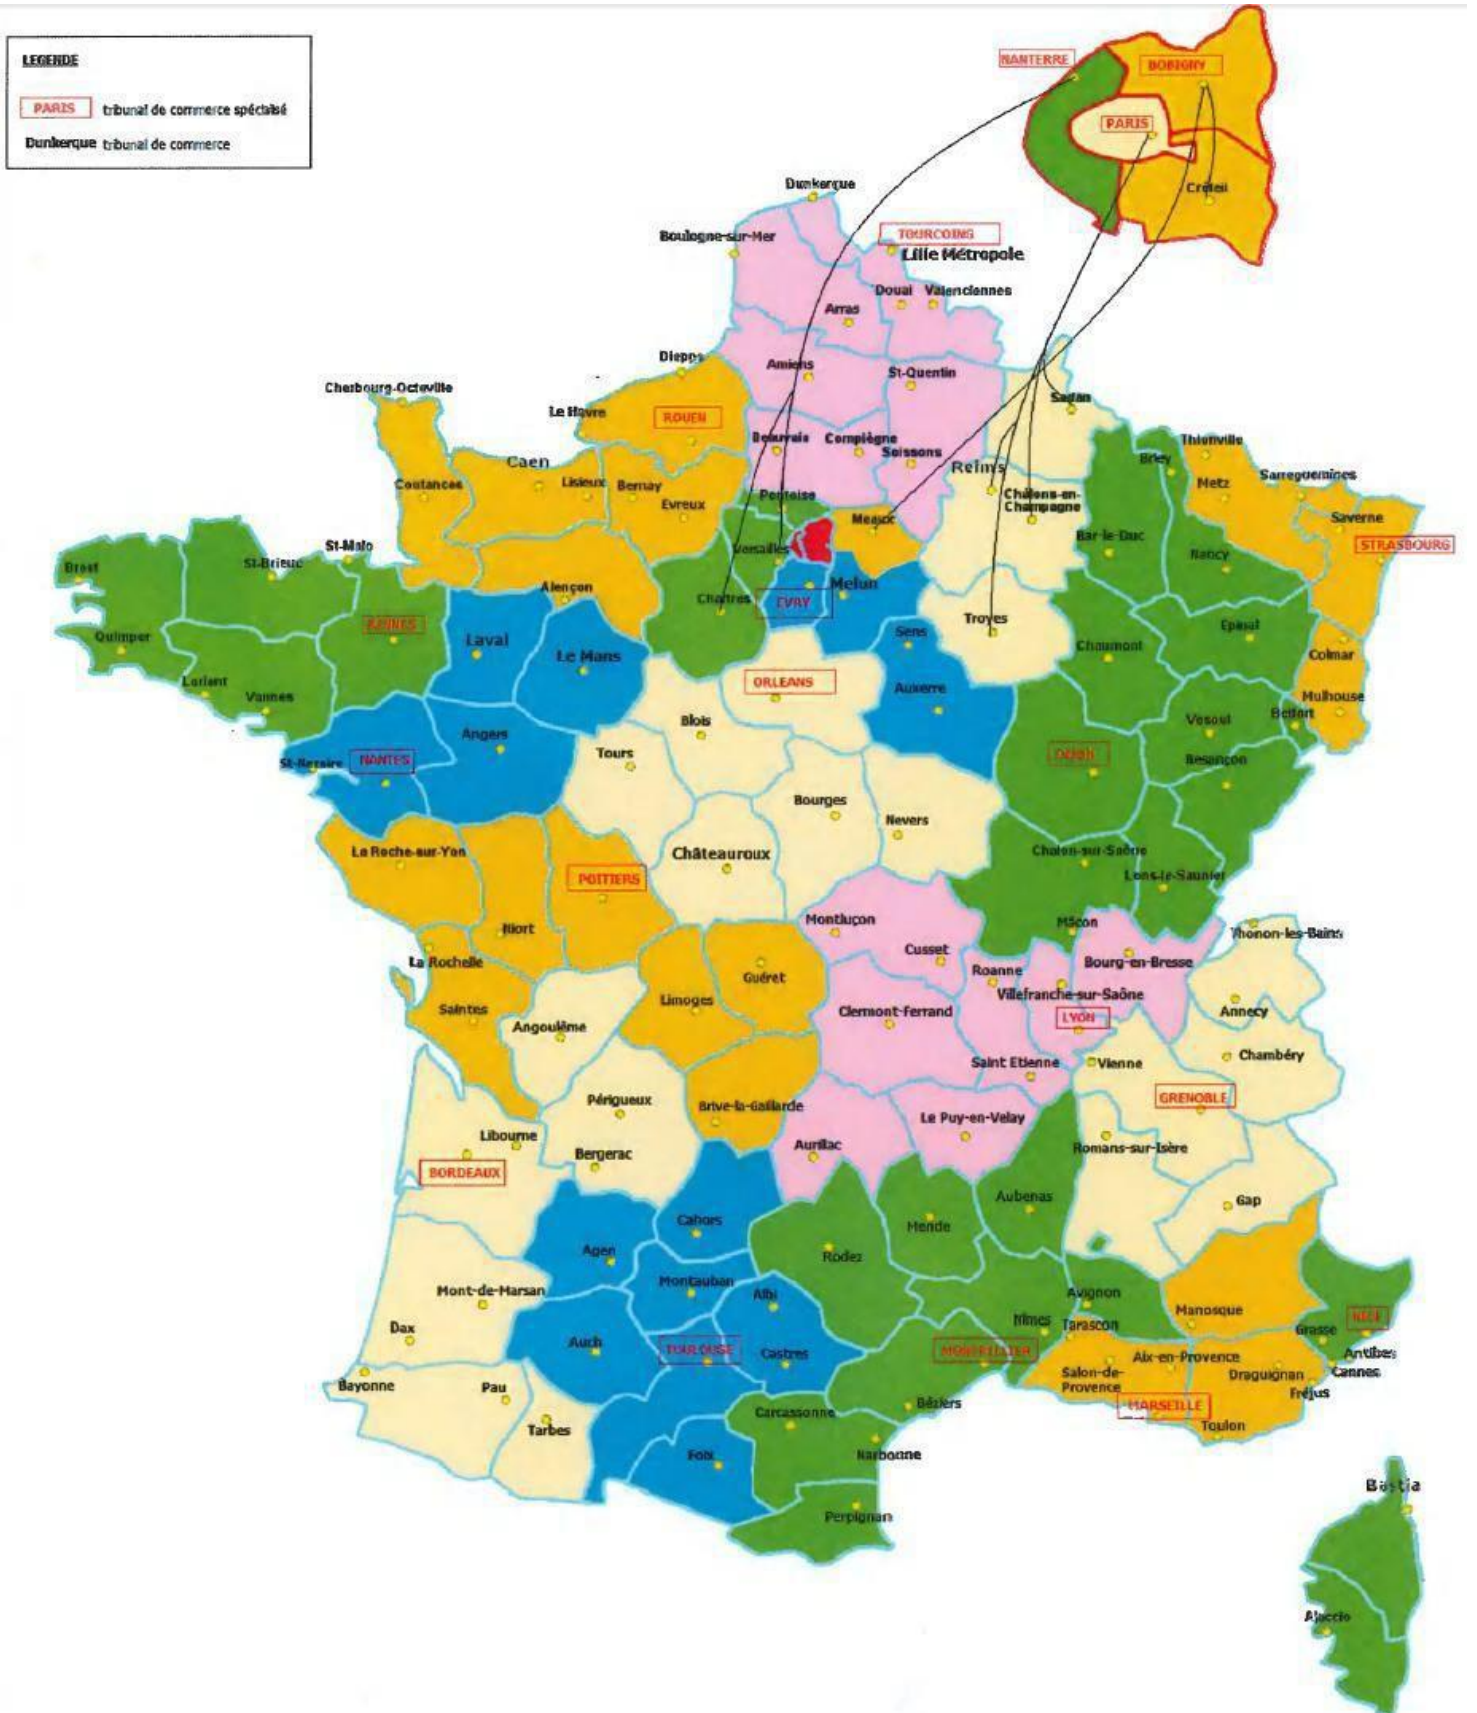 LEGENDE
PARIS tribunal de commerce spécialisé
Dunkerque tribunal de commerce
NANTERRE
BOBIGNY
PARIS
Créteil
Dunkerque
Boulogne-sur-Mer
TOURCOING
Lille Métropole
Douai
Valenciennes
Arras
Dieppe
Amiens
St-Quentin
Cherbourg-Octeville
Le Havre
ROUEN
Sedan
Beauvais
Compiègne
Soissons
Thionville
Caen
Reims
Briey
Coutances
Lisieux
Bernay
Metz
Sarreguemines
Evreux
Pontoise
Châlons-en-
Champagne
Meaux
Saverne
St-Malo
Versailles
Bar-le-Duc
Nancy
STRASBOURG
Brest
St-Brieuc
Alençon
Chartres
EVRY
Melun
Quimper
RENNES
Laval
Le Mans
Troyes
Sens
Epinal
Chaumont
Colmar
Lorient
Vannes
ORLEANS
Auxerre
Mulhouse
Blois
Vesoul
Belfort
Angers
Tours
St-Nazaire
NANTES
DIJON
Besançon
Bourges
Nevers
La Roche-sur-Yon
Châteauroux
Chalon-sur-Saône
Lons-le-Saunier
POITIERS
Niort
Montluçon
Mâcon
Thonon-les-Bains
La Rochelle
Cusset
Roanne
Bourg-en-Bresse
Guéret
Villefranche-sur-Saône
Saintes
Limoges
Angoulême
Clermont-Ferrand
LYON
Annecy
Saint Etienne
Vienne
Chambéry
Périgueux
Brive-la-Gaillarde
GRENOBLE
Le Puy-en-Velay
Libourne
Bergerac
Aurillac
Romans-sur-Isère
BORDEAUX
Aubenas
Gap
Cahors
Mende
Agen
Rodez
Mont-de-Marsan
Montauban
Albi
Avignon
Manosque
Dax
Auch
TOULOUSE
Castres
MONTPELLIER
Nîmes
Tarascon
Grasse
NICE
Aix-en-Provence
Antibes
Salon-de-
Provence
Draguignan
Cannes
Bayonne
Pau
Fréjus
Tarbes
Carcassonne
Béziers
MARSEILLE
Toulon
Foix
Narbonne
Bastia
Perpignan
Ajaccio